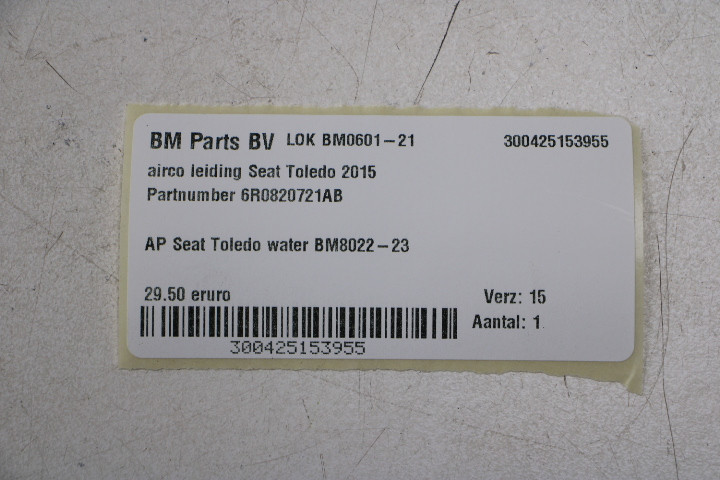 BM Parts BV LOK BM0601-21 300425153955
airco leiding Seat Toledo 2015
Partnumber 6R0820721AB
AP Seat Toledo water BM8022-23
29.50 eruro Verz: 15
Aantal: 1
300425153955